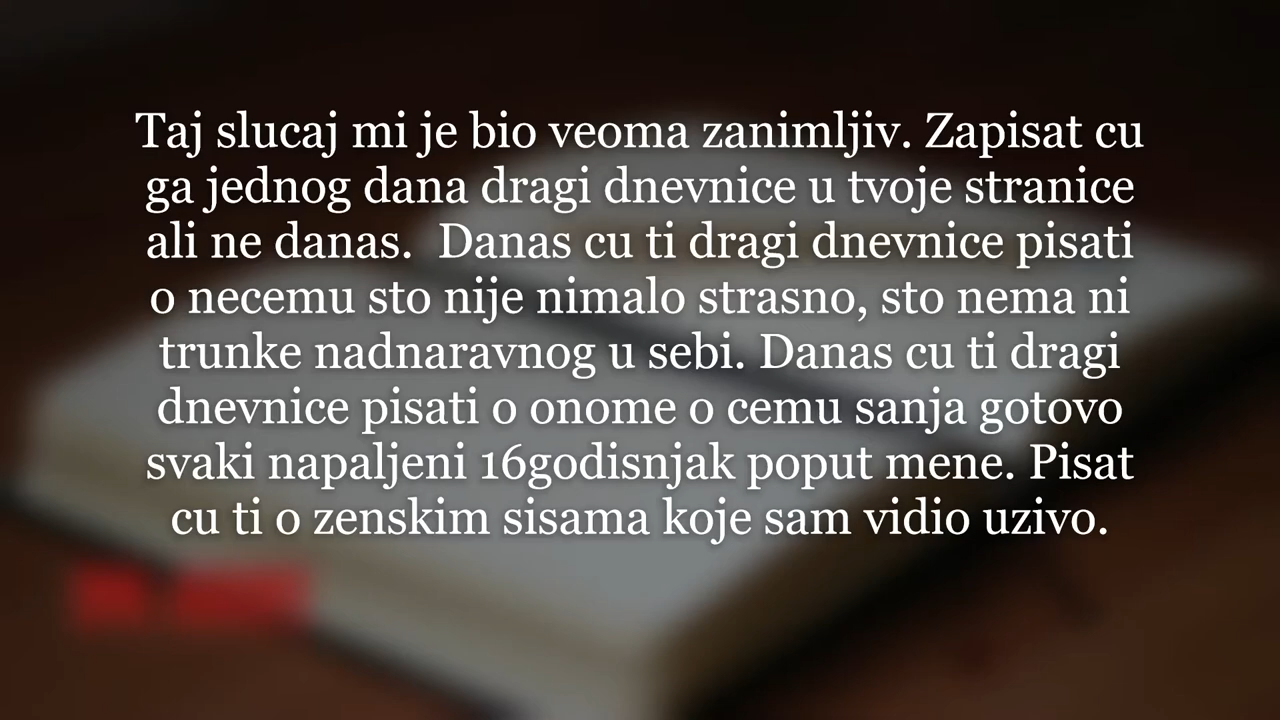 Taj slucaj mi je bio veoma zanimljiv. Zapisat cu
ga jednog dana dragi dnevnice u tvoje stranice
ali ne danas.  Danas cu ti dragi dnevnice pisati
o necemu sto nije nimalo strasno, sto nema ni
trunke nadnaravnog u sebi. Danas cu ti dragi
dnevnice pisati o onome o cemu sanja gotovo
svaki napaljeni 16godisnjak poput mene. Pisat
cu ti o zenskim sisama koje sam vidio uzivo.